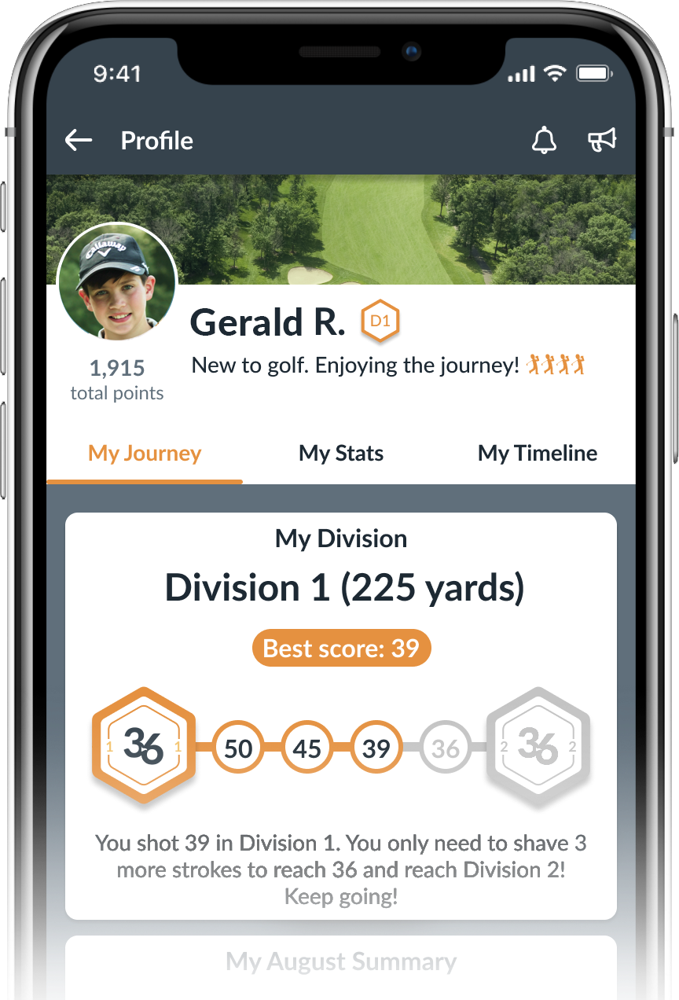 9:41
Profile
Callaway
Gerald R. D1
New to golf. Enjoying the journey!
1,915
total points
My Journey My Stats My Timeline
My Division
Division 1 (225 yards)
Best score: 39
1 36 1 50 45 39 36 2 36 2
You shot 39 in Division 1. You only need to shave 3
more strokes to reach 36 and reach Division 2!
Keep going!
My August Summary